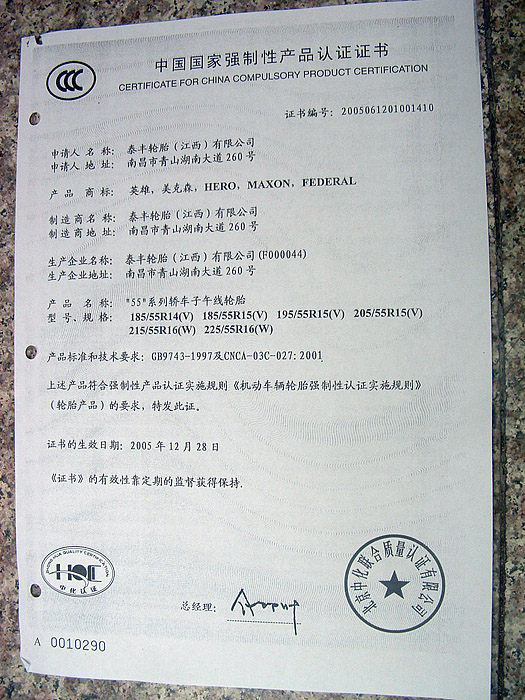 CCC
中国国家强制性产品认证证书
CERTIFICATE FOR CHINA COMPULSORY PRODUCT CERTIFICATION
证书编号: 2005061201001410
申请人 名 称: 泰丰轮胎（江西）有限公司
申请人 地 址: 南昌市青山湖南大道260号
产 品 商 标: 英雄，美克森，HERO，MAXON，FEDERAL
制造商名称: 泰丰轮胎（江西）有限公司
制造商地址: 南昌市青山湖南大道260号
生产企业名称: 泰丰轮胎（江西）有限公司(F000044)
生产企业地址: 南昌市青山湖南大道260号
产 品 名 称: "55"系列轿车子午线轮胎
型 号、规 格: 185/55R14(V) 185/55R15(V) 195/55R15(V) 205/55R15(V)
215/55R16(W) 225/55R16(W)
产品标准和技术要求: GB9743-1997及CNCA-03C-027:2001
上述产品符合强制性产品认证实施规则《机动车辆轮胎强制性认证实施规则》
（轮胎产品）的要求，特发此证。
证书的生效日期: 2005 年 12 月 28 日
《证书》的有效性靠定期的监督获得保持.
ZHONGHUA QUALITY CERTIFICATION
HQC
中化认证
总经理:
北京中化联合质量认证有限公司
A 0010290